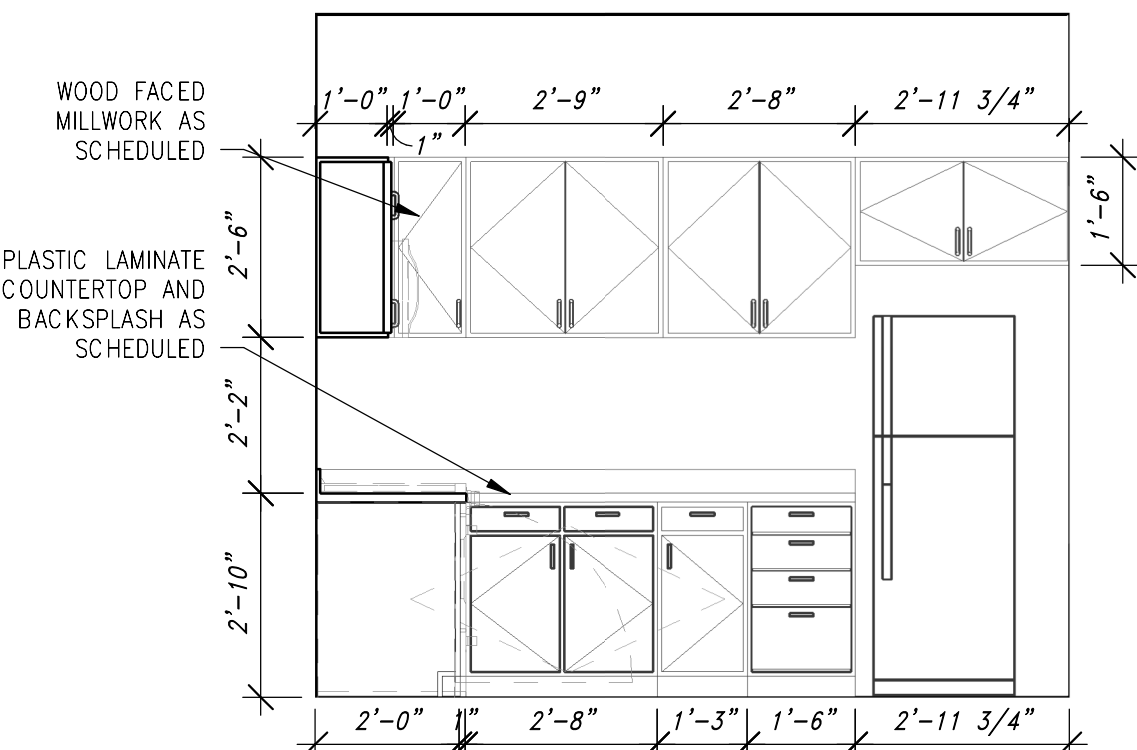 1'-0" 1'-0" 2'-9" 2'-8" 2'-11 3/4"
1"
WOOD FACED
MILLWORK AS
SCHEDULED
2'-6"
1'-6"
PLASTIC LAMINATE
COUNTERTOP AND
BACKSPLASH AS
SCHEDULED
2'-2"
2'-10"
2'-0" 1" 2'-8" 1'-3" 1'-6" 2'-11 3/4"